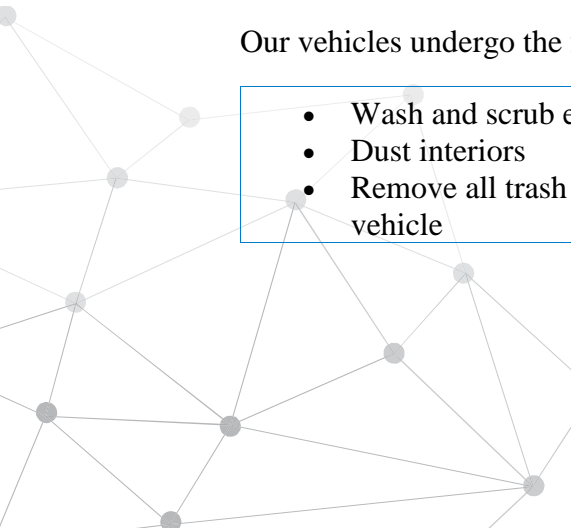 Our vehicles undergo the
• Wash and scrub
• Dust interiors
• Remove all trash
vehicle